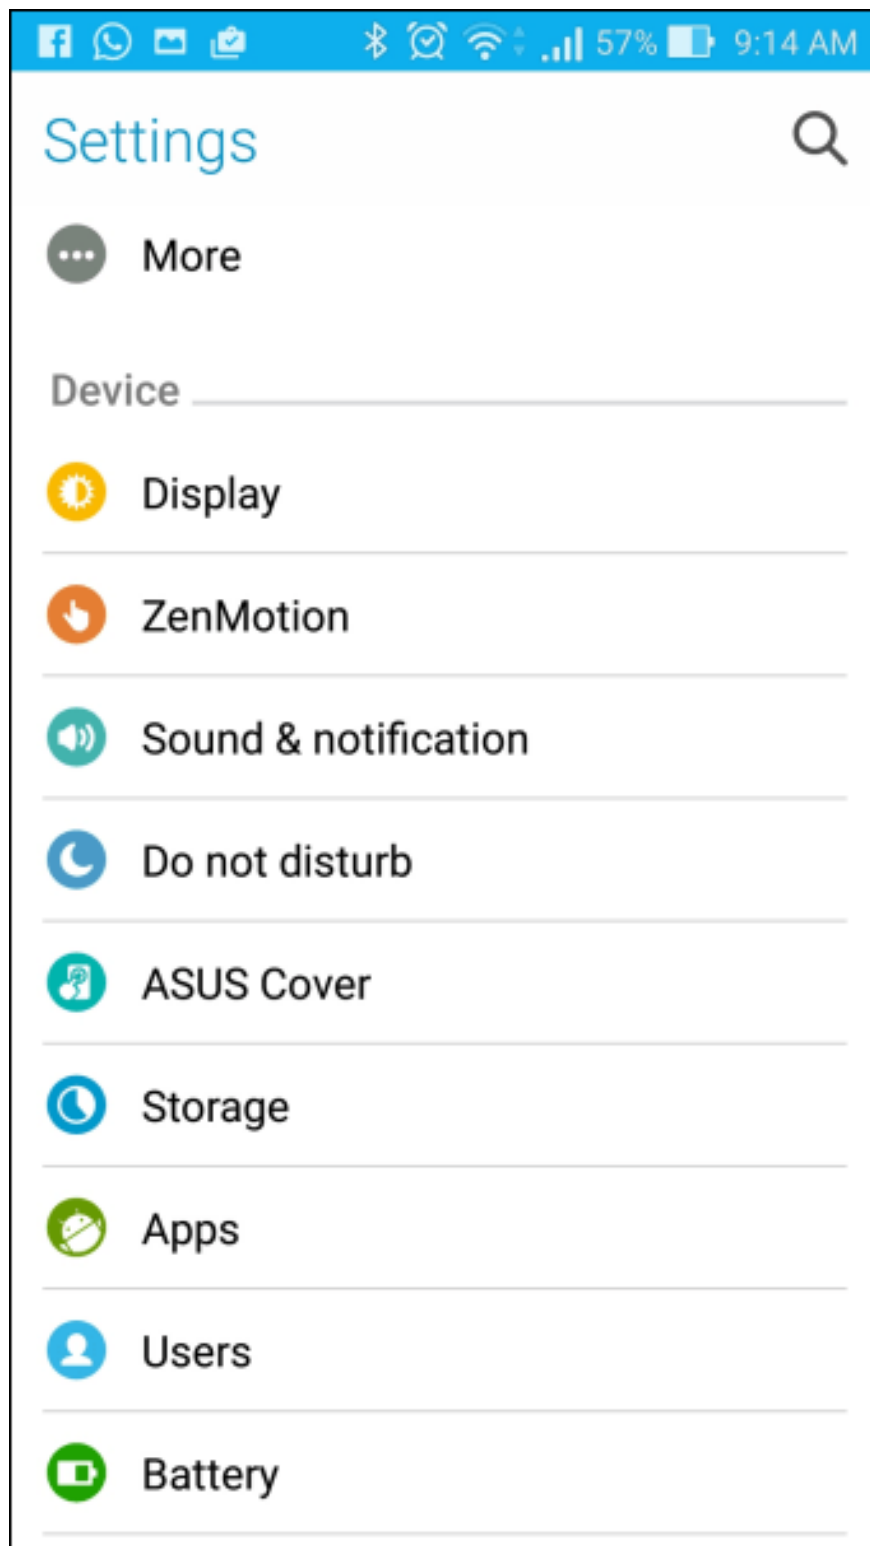 57% 9:14 AM
Settings
More
Device
Display
ZenMotion
Sound & notification
Do not disturb
ASUS Cover
Storage
Apps
Users
Battery